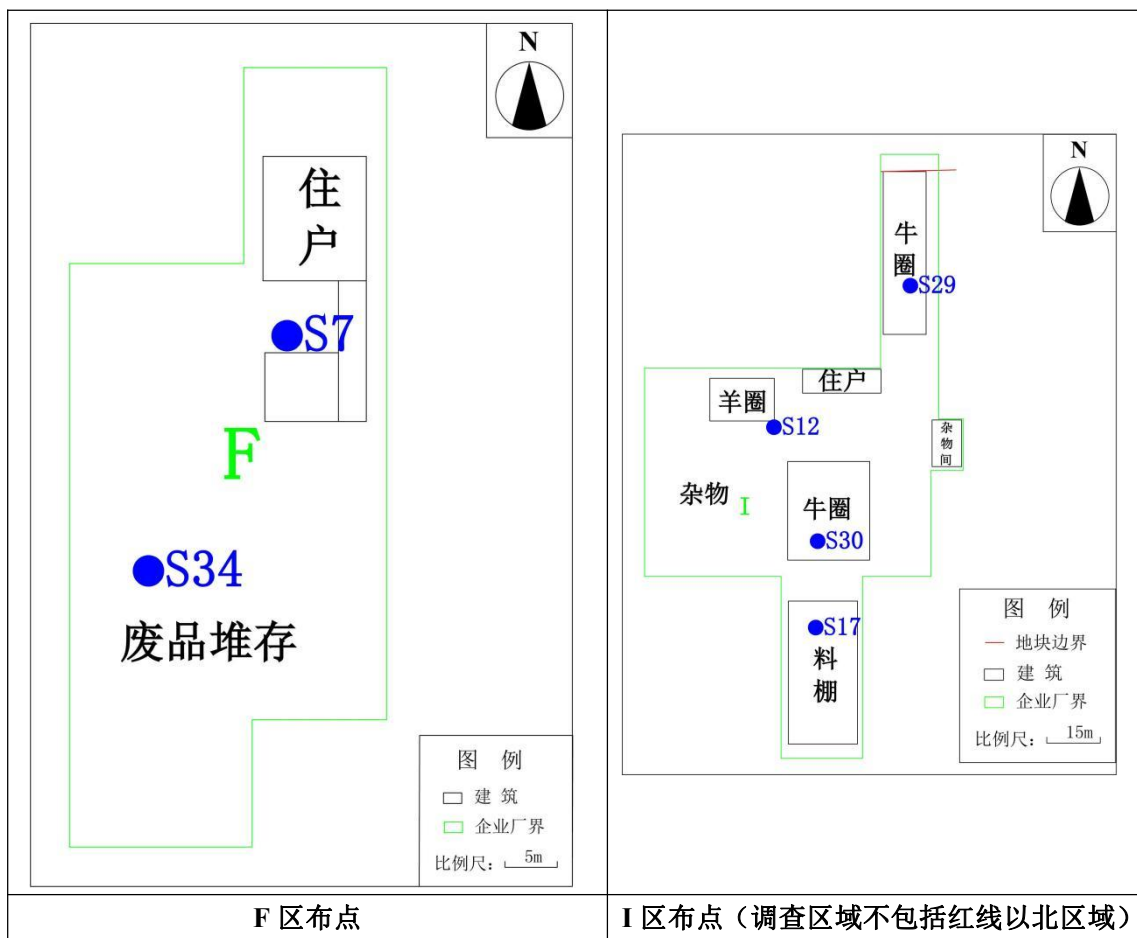 N
住
户
S7
F
S34
废品堆存
图 例
建 筑
企业厂界
比例尺： 5m
F 区布点
N
牛
圈
S29
住户
羊圈
S12
杂
物
间
杂物
I
牛圈
S30
S17
料
棚
图 例
地块边界
建 筑
企业厂界
比例尺： 15m
I 区布点（调查区域不包括红线以北区域）